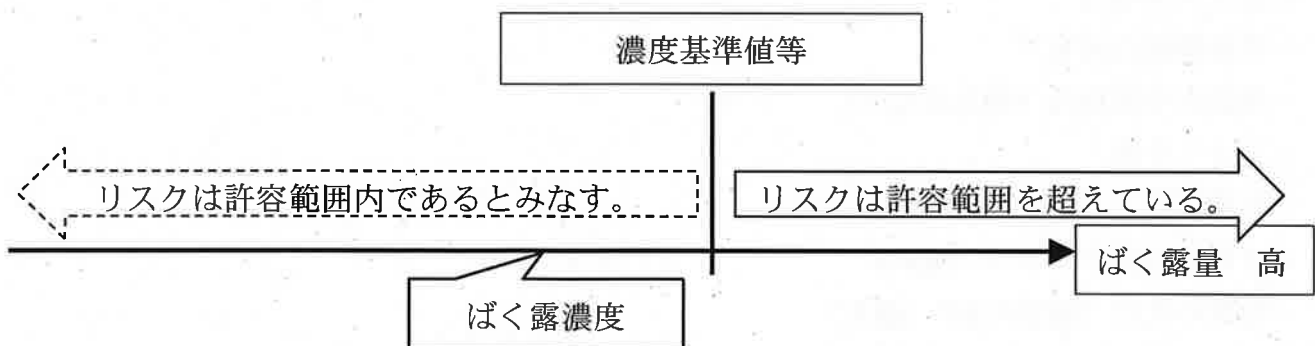 濃度基準値等
リスクは許容範囲内であるとみなす。
リスクは許容範囲を超えている。
ばく露量　高
ばく露濃度